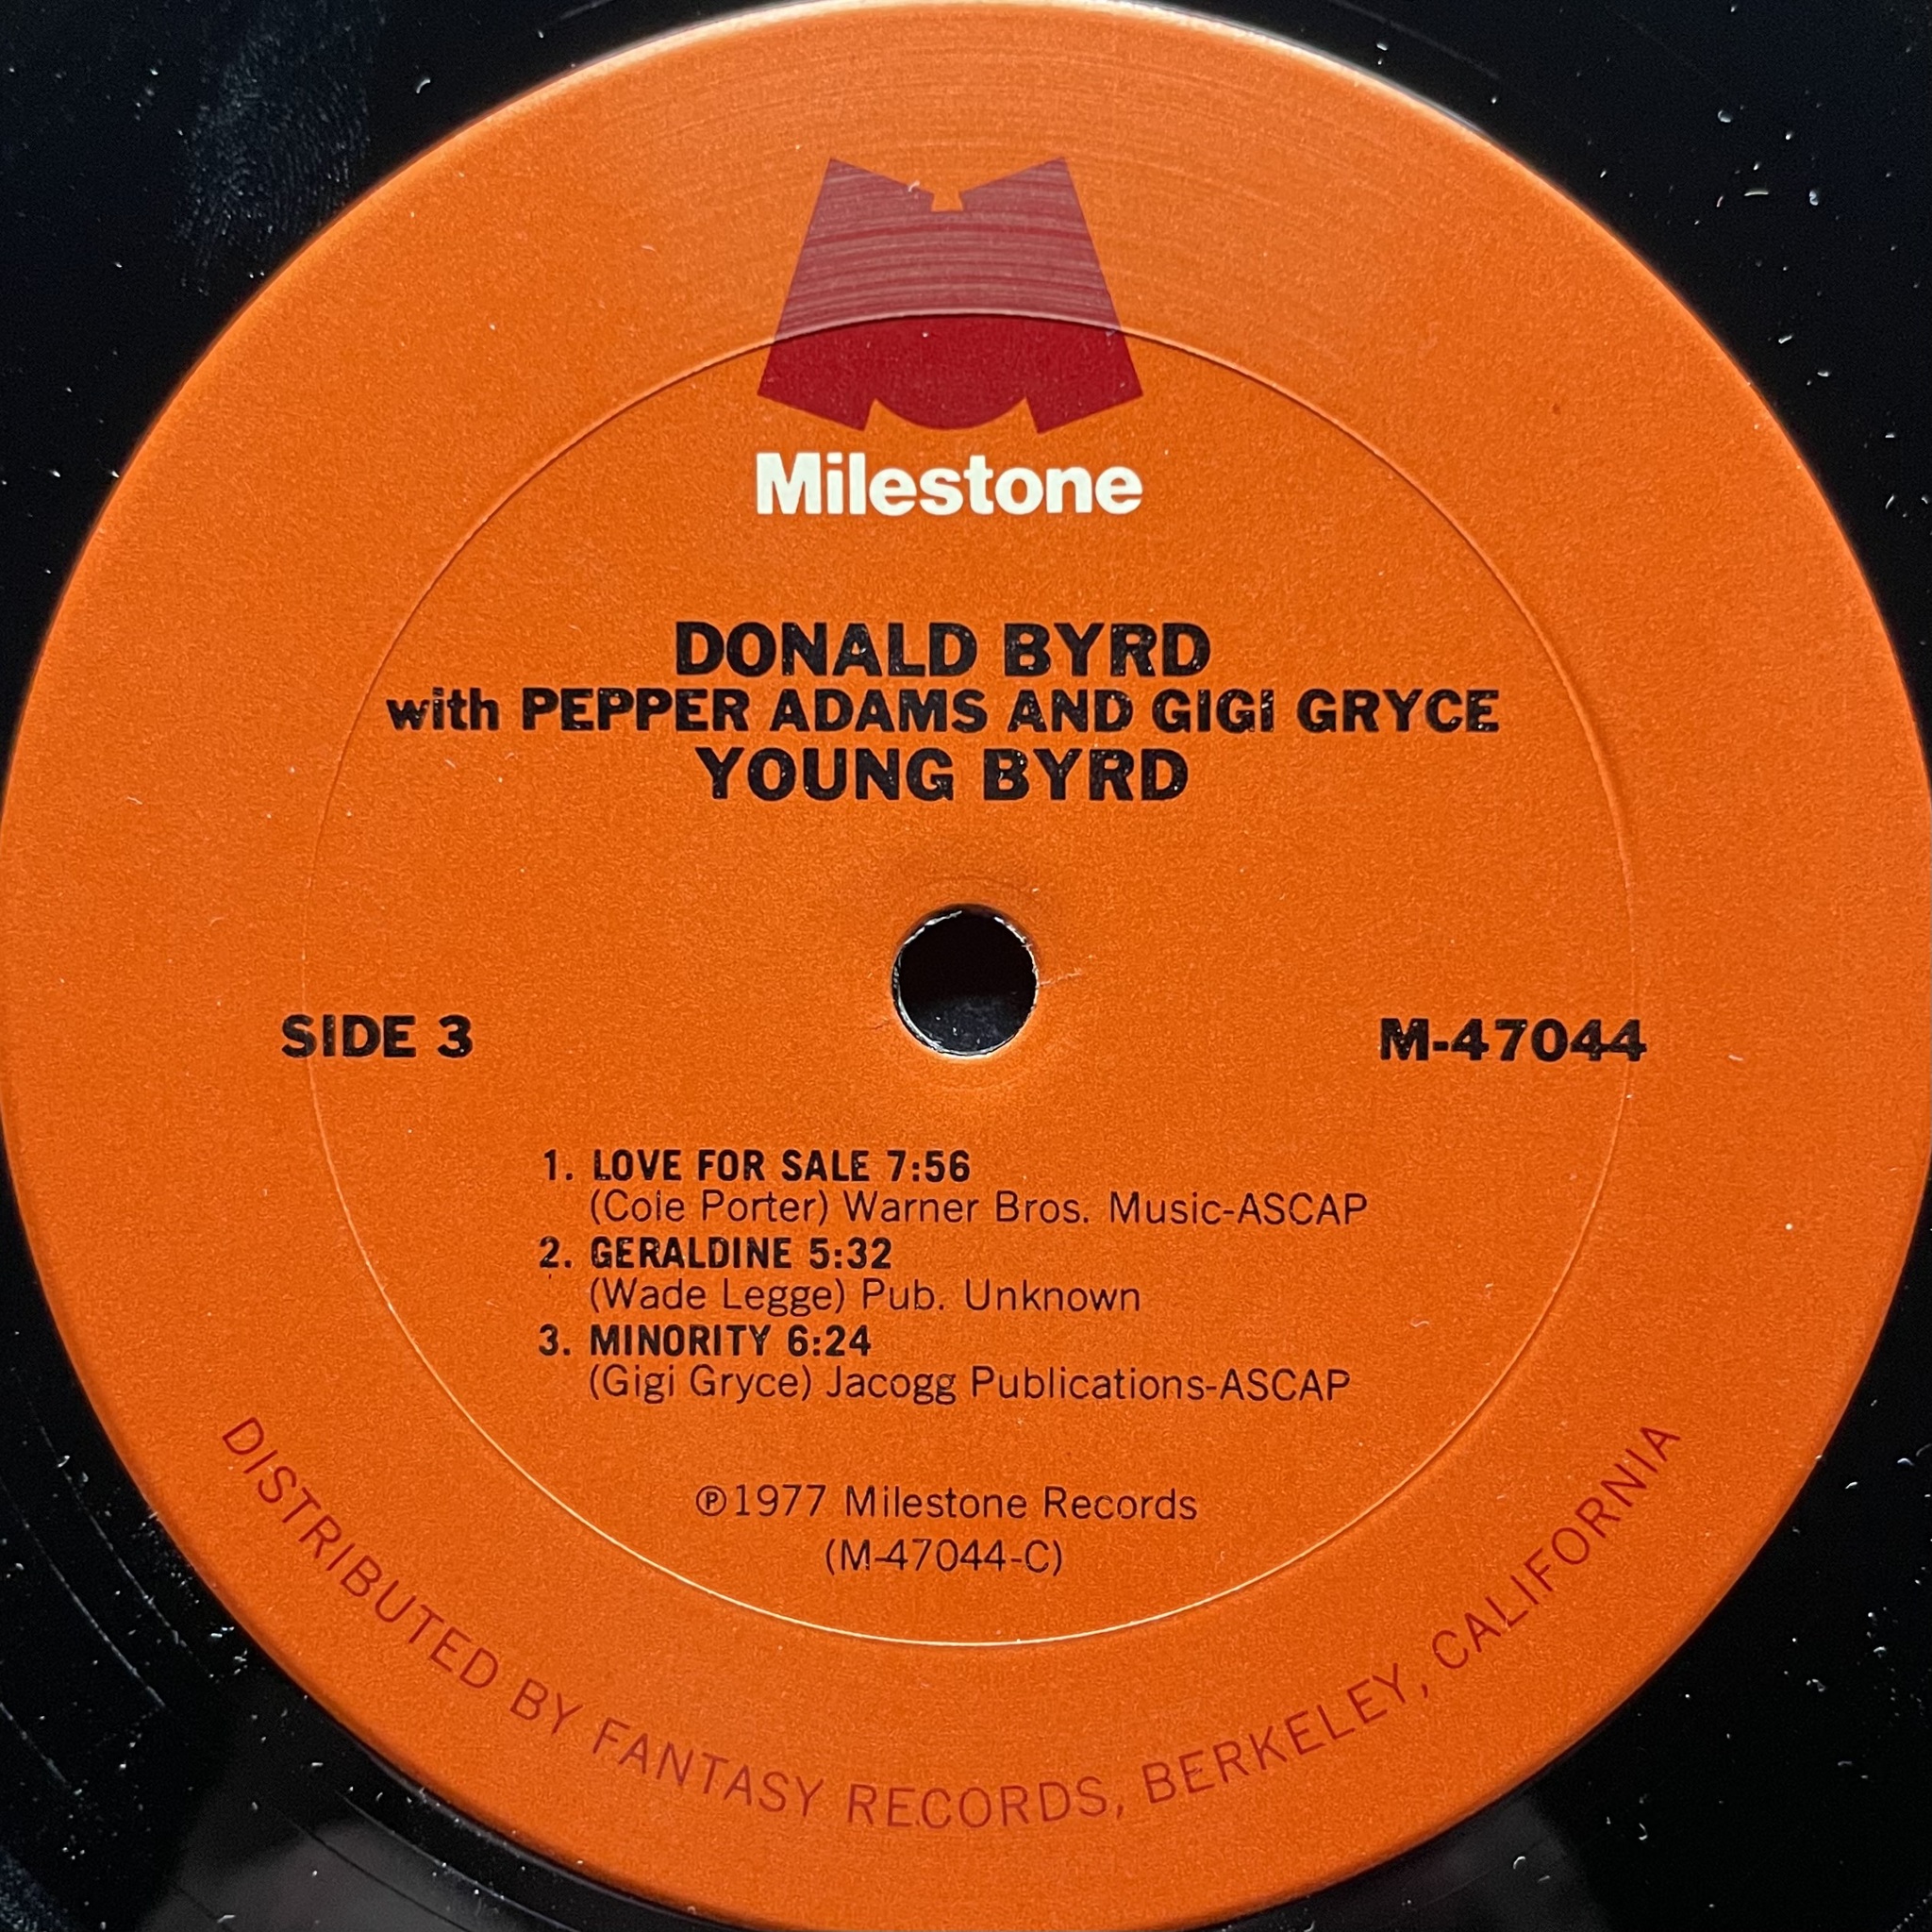 Milestone
DONALD BYRD
with PEPPER ADAMS AND GIGI GRYCE
YOUNG BYRD
SIDE 3
M-47044
1. LOVE FOR SALE 7:56
(Cole Porter) Warner Bros. Music-ASCAP
2. GERALDINE 5:32
(Wade Legge) Pub. Unknown
3. MINORITY 6:24
(Gigi Gryce) Jacogg Publications-ASCAP
℗1977 Milestone Records
(M-47044-C)
DISTRIBUTED BY FANTASY RECORDS, BERKELEY, CALIFORNIA